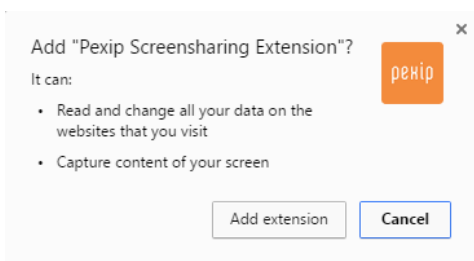 Add "Pexip Screensharing Extension"?
pexip
It can:
• Read and change all your data on the
websites that you visit
• Capture content of your screen
Add extension
Cancel